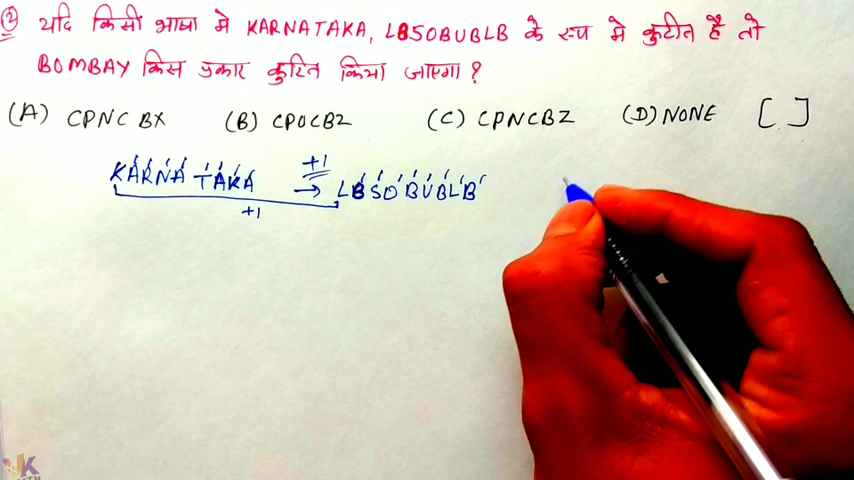 ② यदि किसी भाषा मे KARNATAKA, LBSOBUBLB के रूप मे कुटीत है तो
BOMBAY किस प्रकार कुटित किया जाएगा?
(A) CPNC BX (B) CPOCBZ (C) CPNCBZ (D) NONE [ ]
KARNATAKA +1 → LBSOBUBLB
+1